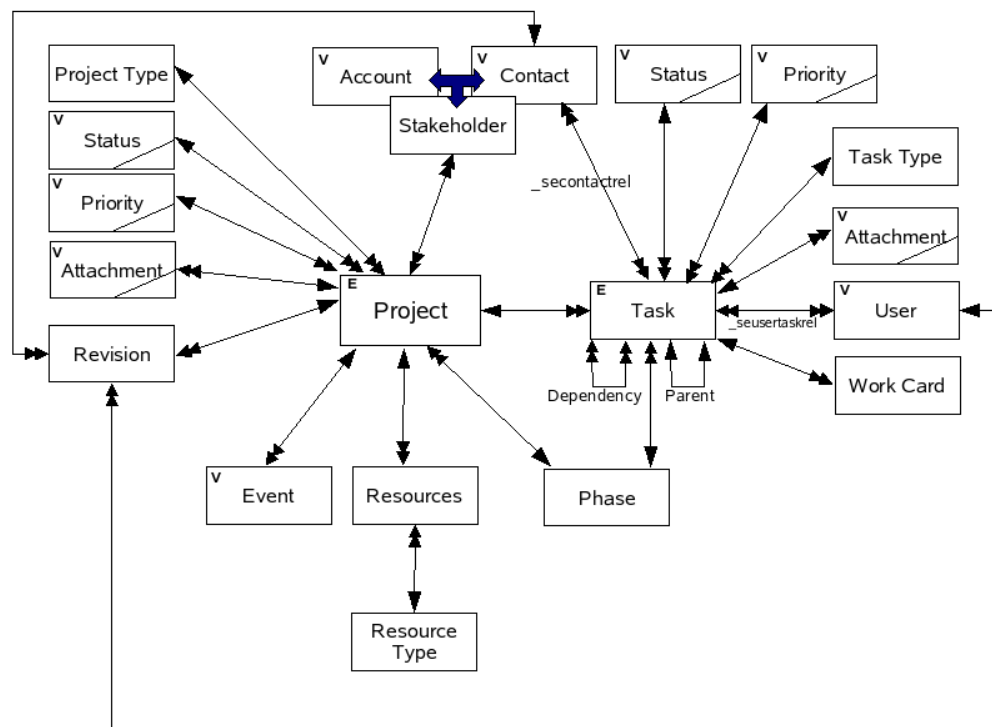 V
Account
V
Contact
Stakeholder
Project Type
V
Status
V
Priority
V
Attachment
Revision
V
Status
V
Priority
Task Type
V
Attachment
_secontactrel
E
Project
E
Task
V
User
_seusertaskrel
Work Card
Dependency
Parent
V
Event
Resources
Phase
Resource
Type